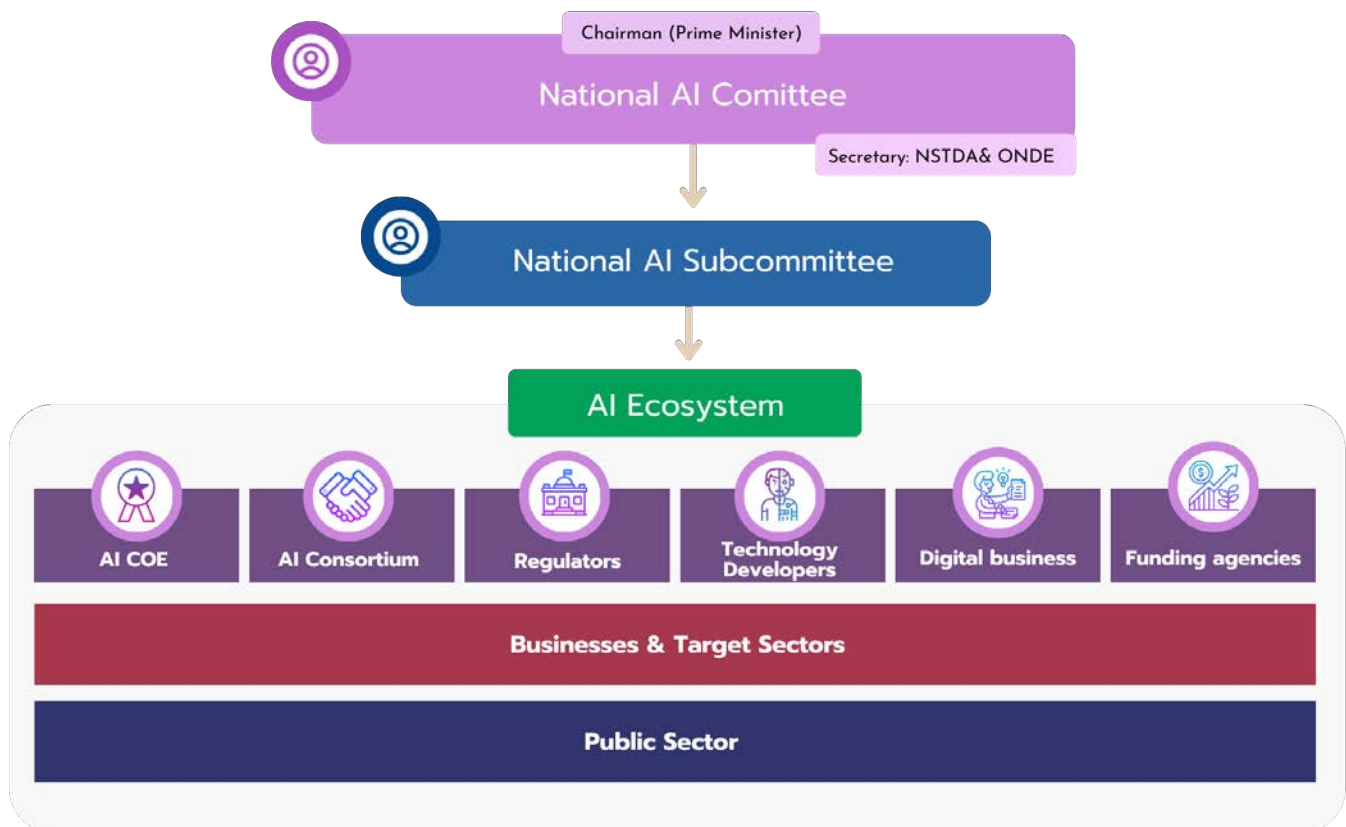 Chairman (Prime Minister)
National AI Comittee
Secretary: NSTDA& ONDE
National AI Subcommittee
AI Ecosystem
AI COE
AI Consortium
Regulators
Technology
Developers
Digital business
Funding agencies
Businesses & Target Sectors
Public Sector